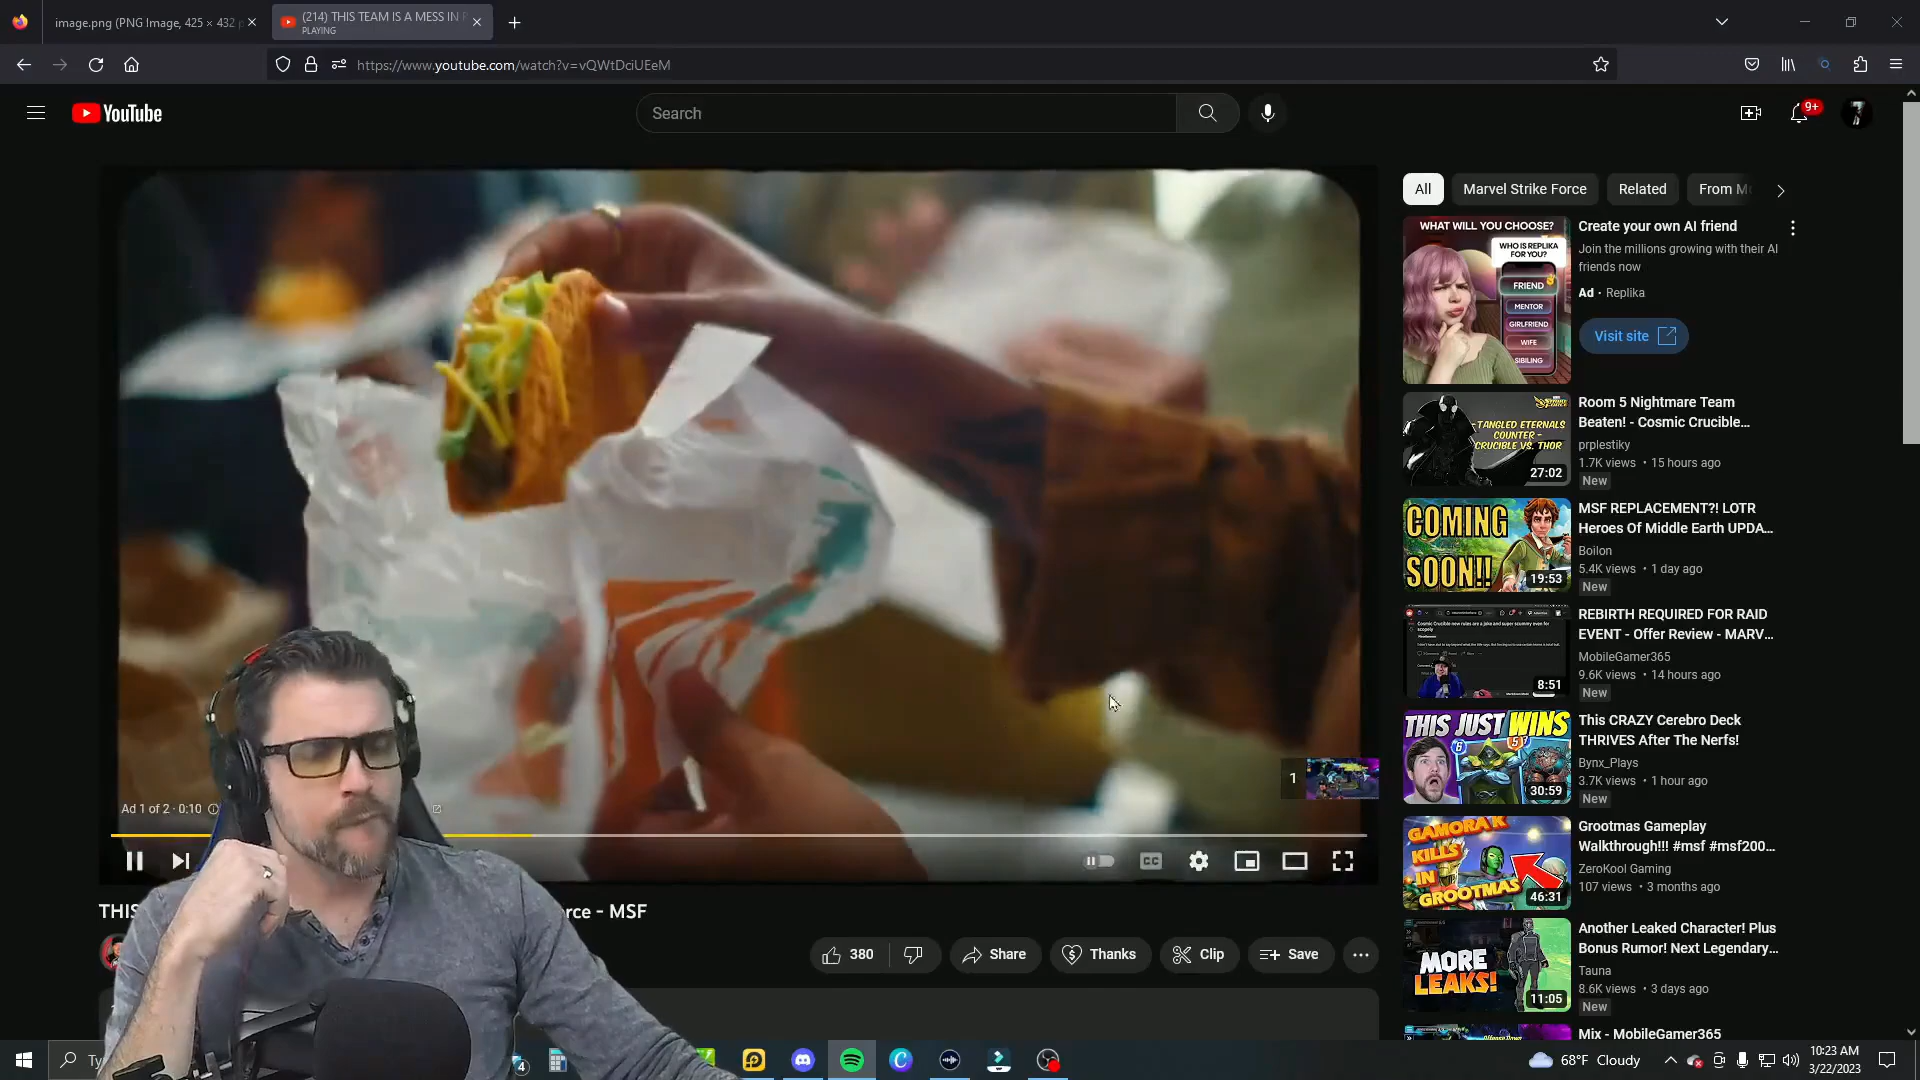 image.png (PNG Image, 425 × 432 p
(214) THIS TEAM IS A MESS IN
PLAYING
https://www.youtube.com/watch?v=vQWtDciUEeM
YouTube
Search
9+
All
Marvel Strike Force
Related
From M
WHAT WILL YOU CHOOSE?
WHO IS REPLIKA
FOR YOU?
FRIEND
MENTOR
GIRLFRIEND
WIFE
SIBILING
Create your own AI friend
Join the millions growing with their AI
friends now
Ad • Replika
Visit site
- TANGLED ETERNALS
COUNTER -
CRUCIBLE VS. THOR
27:02
Room 5 Nightmare Team
Beaten! - Cosmic Crucible...
prplestiky
1.7K views • 15 hours ago
New
COMING
SOON!!
19:53
MSF REPLACEMENT?! LOTR
Heroes Of Middle Earth UPDA...
Boilon
5.4K views • 1 day ago
New
8:51
REBIRTH REQUIRED FOR RAID
EVENT - Offer Review - MARV...
MobileGamer365
9.6K views • 14 hours ago
New
THIS JUST WINS
30:59
This CRAZY Cerebro Deck
THRIVES After The Nerfs!
Bynx_Plays
3.7K views • 1 hour ago
New
GAMORA K
KILLS
IN
GROOTMAS
46:31
Grootmas Gameplay
Walkthrough!!! #msf #msf200...
ZeroKool Gaming
107 views • 3 months ago
MORE
LEAKS!
11:05
Another Leaked Character! Plus
Bonus Rumor! Next Legendary...
Tauna
8.6K views • 3 days ago
New
Mix - MobileGamer365
1
Ad 1 of 2 · 0:10
CC
THIS
orce - MSF
380
Share
Thanks
Clip
Save
Ty
4
68°F Cloudy
10:23 AM
3/22/2023